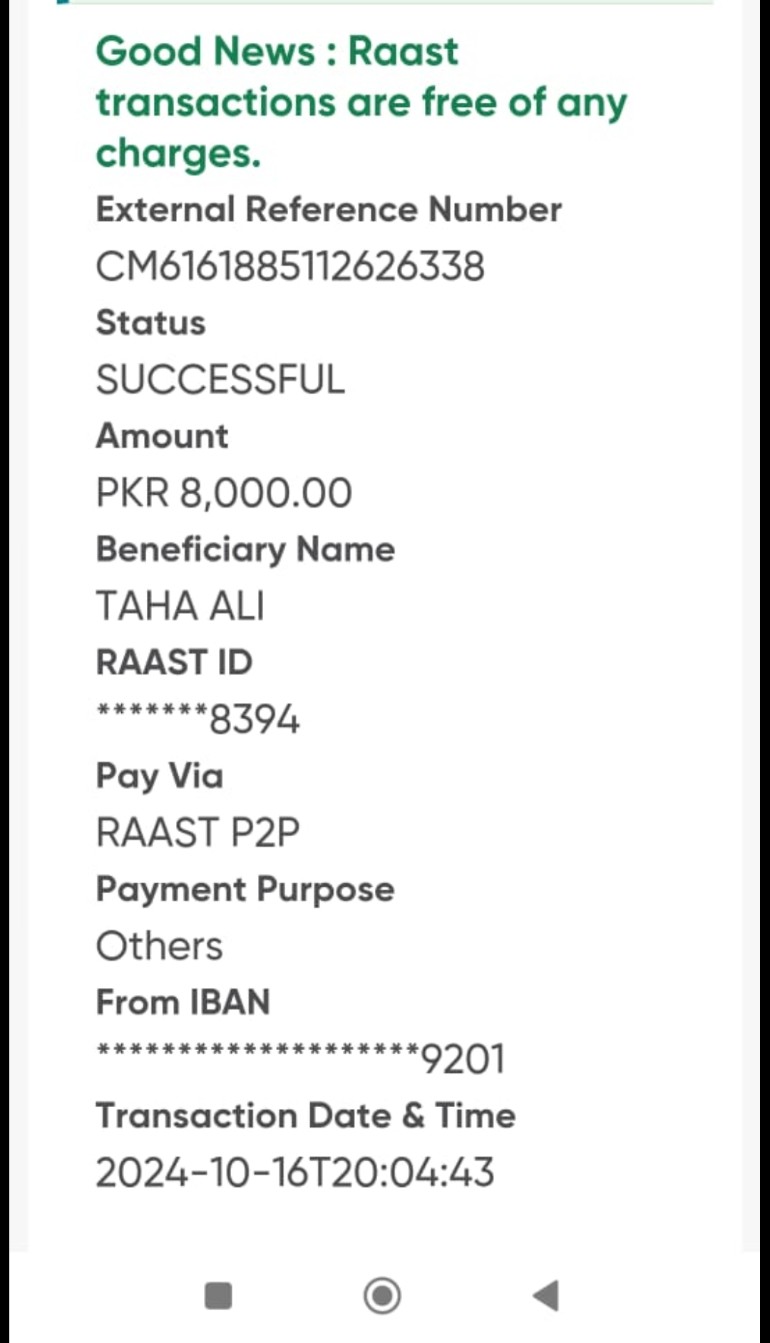 Good News : Raast
transactions are free of any
charges.
External Reference Number
CM6161885112626338
Status
SUCCESSFUL
Amount
PKR 8,000.00
Beneficiary Name
TAHA ALI
RAAST ID
*******8394
Pay Via
RAAST P2P
Payment Purpose
Others
From IBAN
********************9201
Transaction Date & Time
2024-10-16T20:04:43